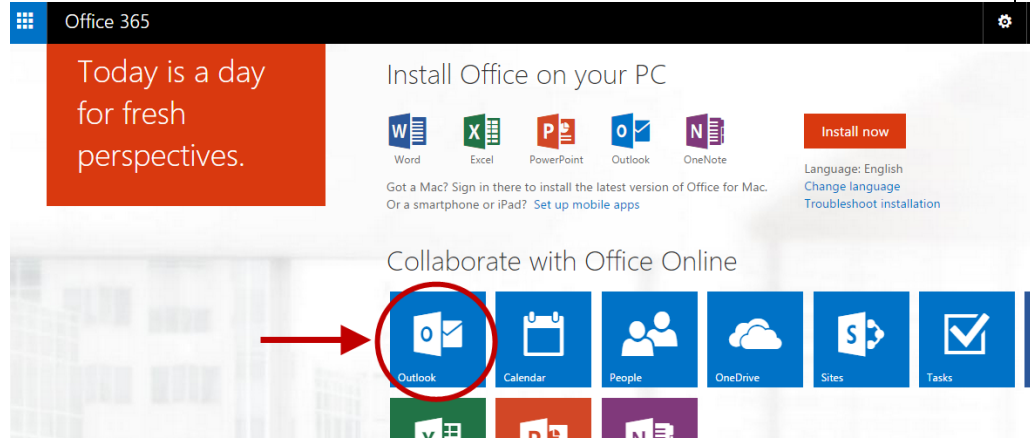 Office 365
Today is a day
for fresh
perspectives.
Install Office on your PC
Word Excel PowerPoint Outlook OneNote
Got a Mac? Sign in there to install the latest version of Office for Mac.
Or a smartphone or iPad? Set up mobile apps
Install now
Language: English
Change language
Troubleshoot installation
Collaborate with Office Online
Outlook Calendar People OneDrive Sites Tasks